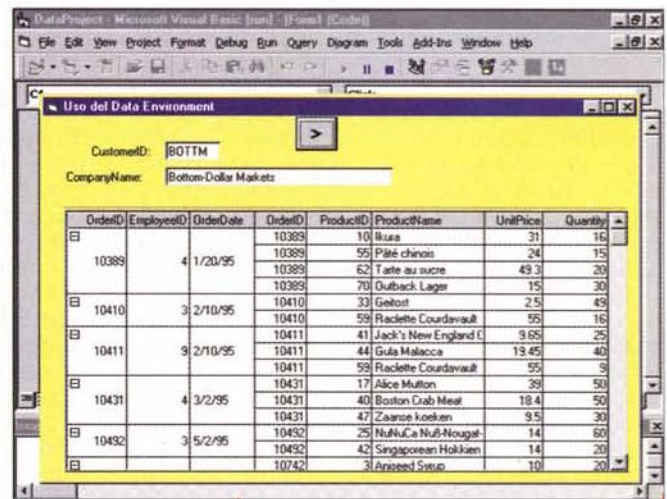 DataProject - Microsoft Visual Basic [run] - [Form1 (Code)]
File Edit View Project Format Debug Run Query Diagram Tools Add-Ins Window Help
Uso del Data Environment
>
CustomerID: BOTTM
CompanyName: Bottom-Dollar Markets
OrderID EmployeeID OrderDate OrderID ProductID ProductName UnitPrice Quantity
10389 10 Ikura 31 16
10389 4 1/20/95 10389 55 Pâté chinois 24 15
10389 62 Tarte au sucre 49.3 20
10389 70 Outback Lager 15 30
10410 3 2/10/95 10410 33 Geitost 2.5 49
10410 59 Raclette Courdavault 55 16
10411 41 Jack's New England C 9.65 25
10411 9 2/10/95 10411 44 Gula Malacca 19.45 40
10411 59 Raclette Courdavault 55 9
10431 17 Alice Mutton 39 50
10431 4 3/2/95 10431 40 Boston Crab Meat 18.4 50
10431 47 Zaanse koeken 9.5 30
10492 3 5/2/95 10492 25 NuNuCa Nuß-Nougat- 14 60
10492 42 Singaporean Hokkien 14 20
10742 3 Aniseed Syrup 10 20